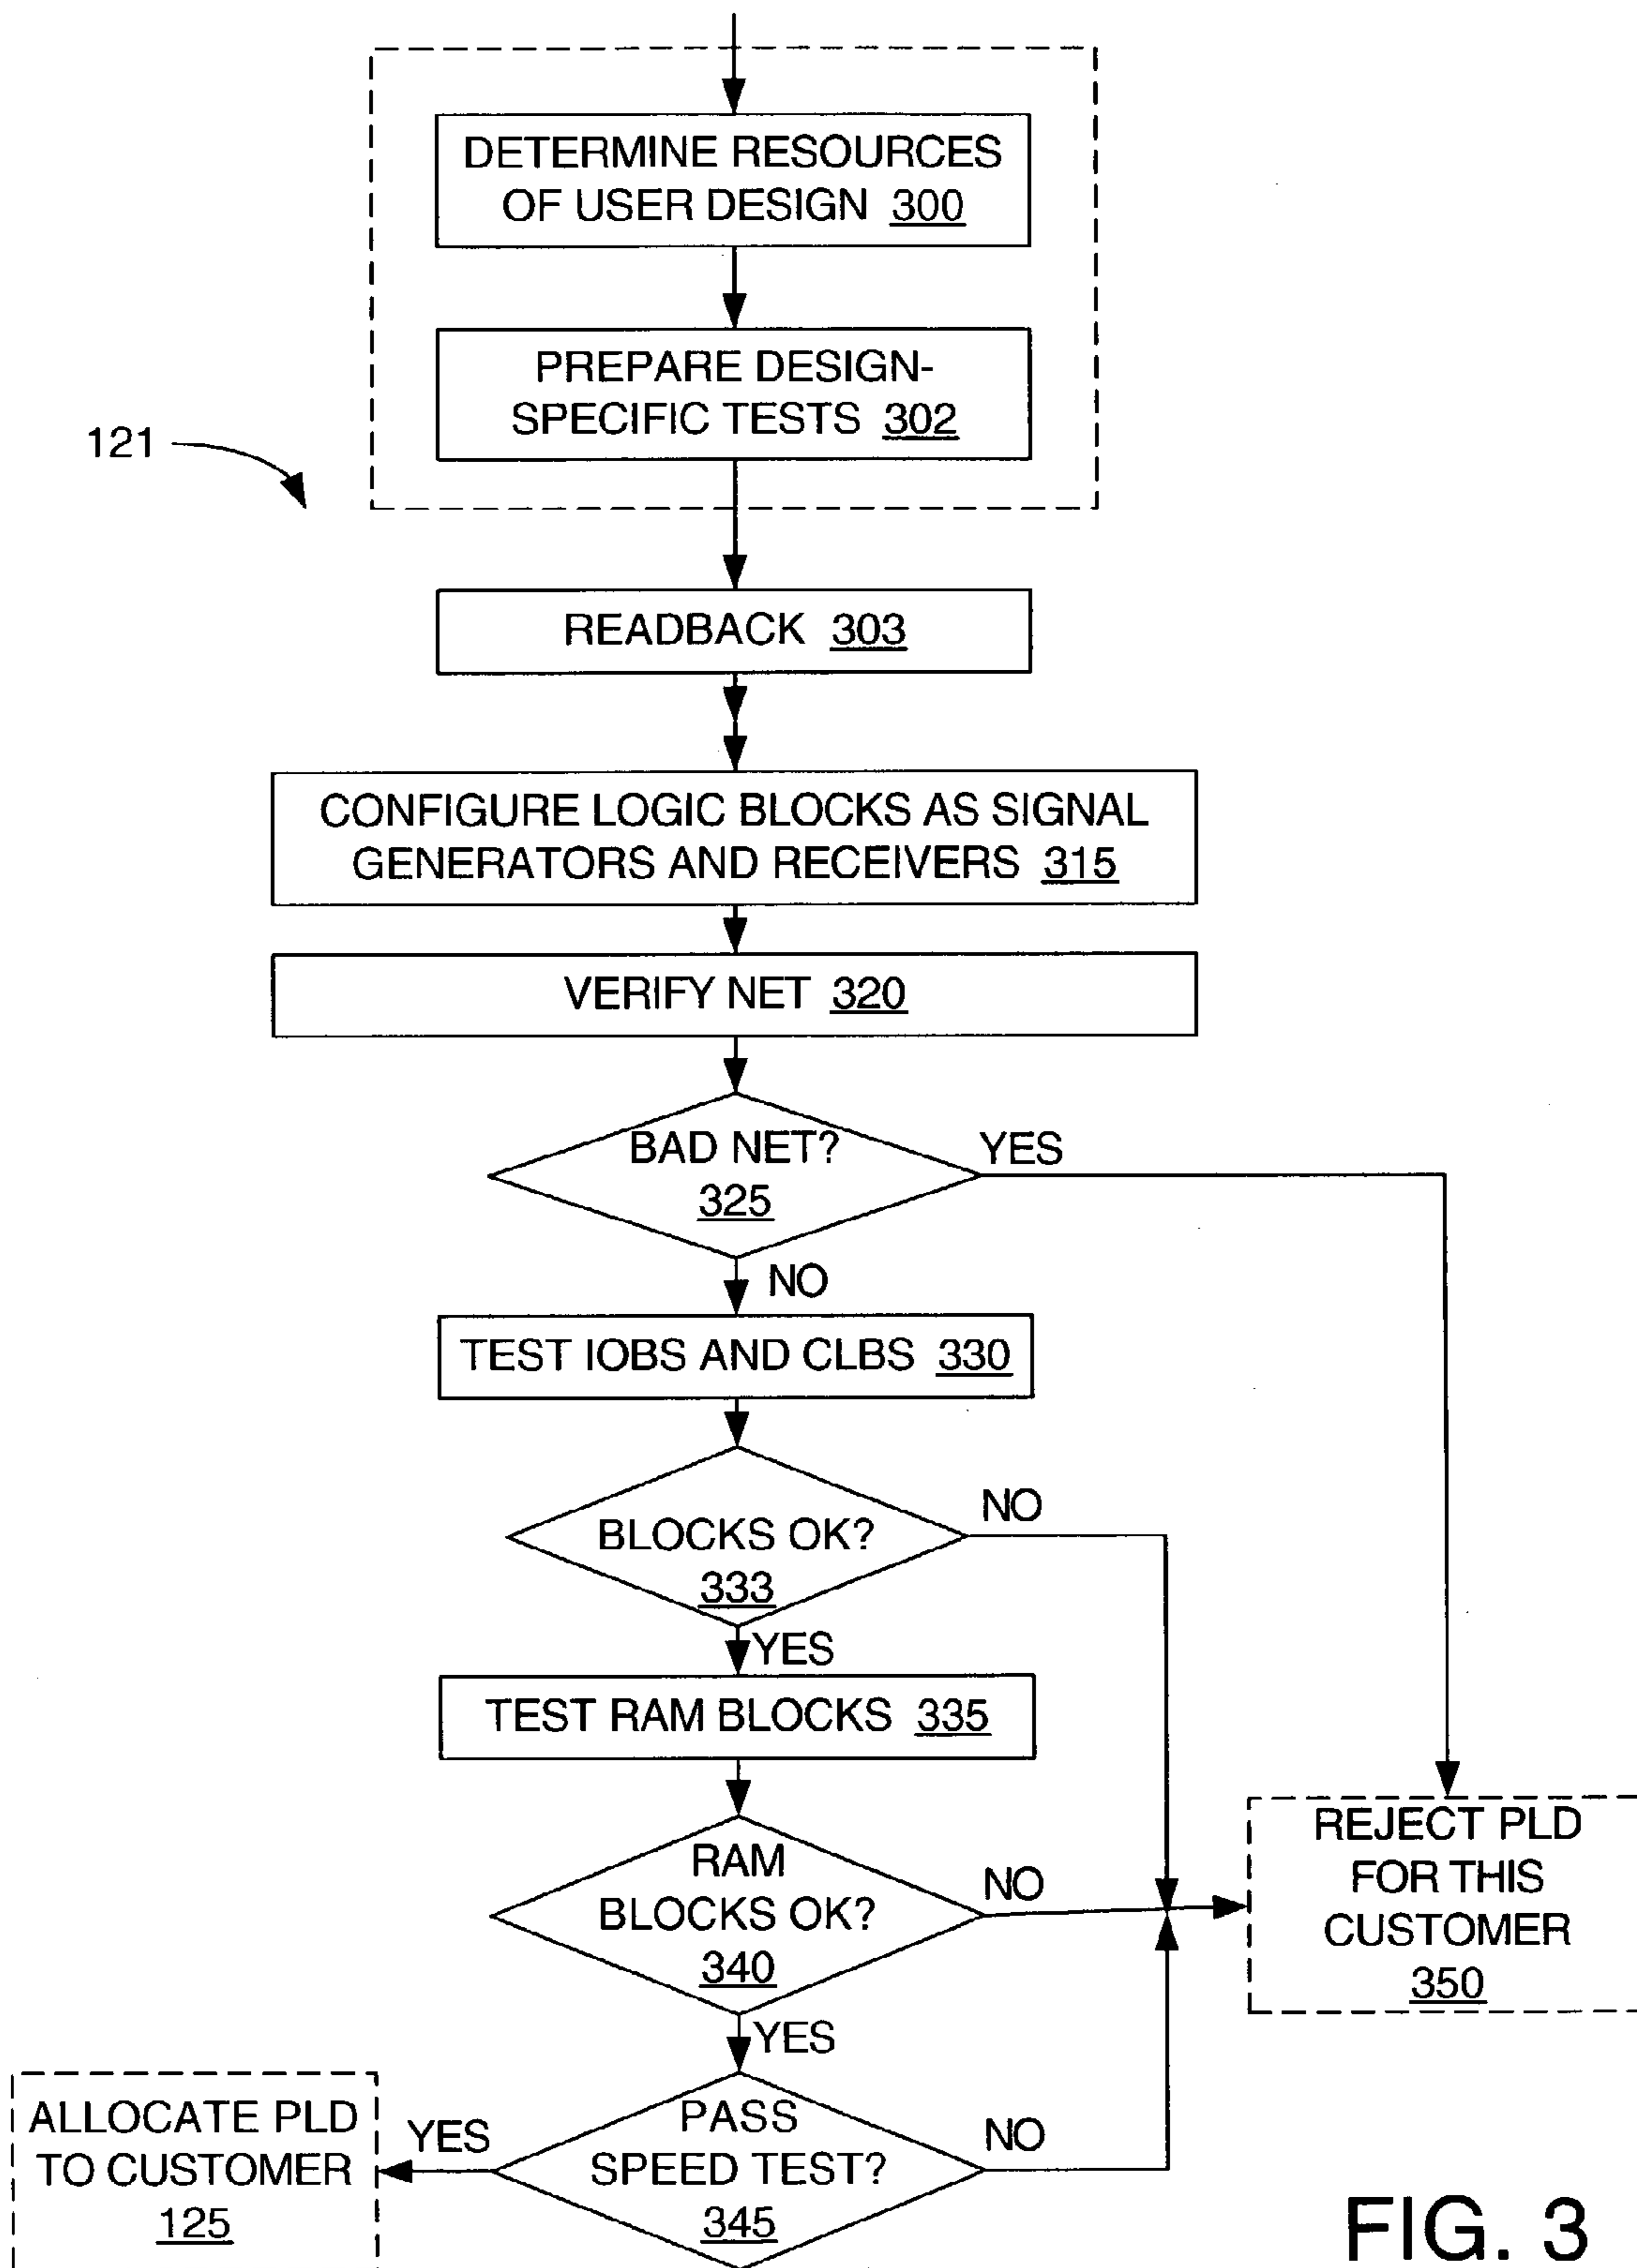 DETERMINE RESOURCES
OF USER DESIGN 300
PREPARE DESIGN-
SPECIFIC TESTS 302
121
READBACK 303
CONFIGURE LOGIC BLOCKS AS SIGNAL
GENERATORS AND RECEIVERS 315
VERIFY NET 320
BAD NET?
325
YES
NO
TEST IOBS AND CLBS 330
BLOCKS OK?
333
NO
YES
TEST RAM BLOCKS 335
RAM
BLOCKS OK?
340
NO
YES
REJECT PLD
FOR THIS
CUSTOMER
350
PASS
SPEED TEST?
345
YES
NO
ALLOCATE PLD
TO CUSTOMER
125
FIG. 3